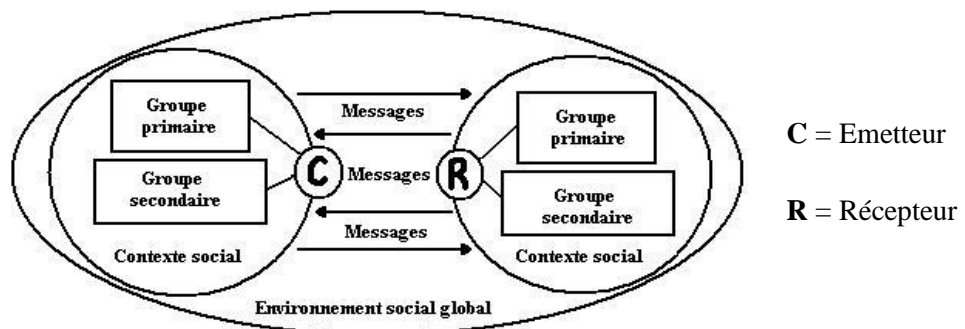 Groupe
primaire
Groupe
secondaire
Contexte social
C
Messages
Messages
Messages
R
Groupe
primaire
Groupe
secondaire
Contexte social
Environnement social global
C = Emetteur
R = Récepteur